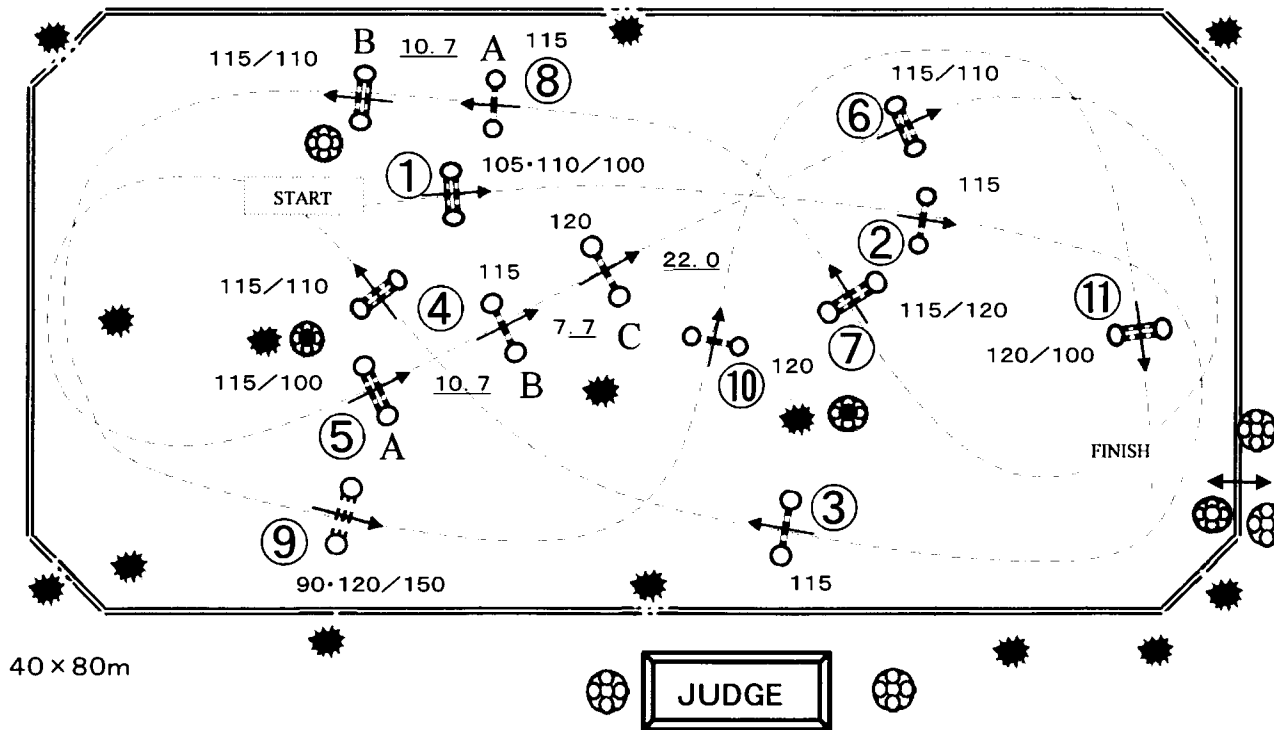 B 10.7 A 115
115/110 ⑧
115/110
⑥
① 105・110/100
START
115
120
②
22.0
115/110 ④ 115
⑪
7.7 C
⑦ 115/120
120/100
115/100 10.7 B
⑩ 120
⑤ A
FINISH
③
⑨
90・120/150
115
40×80m
JUDGE